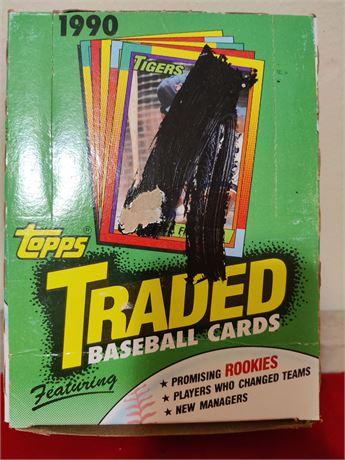 1990
TIGERS
topps®
TRADED
BASEBALL CARDS
Featuring
★ PROMISING ROOKIES
★ PLAYERS WHO CHANGED TEAMS
★ NEW MANAGERS